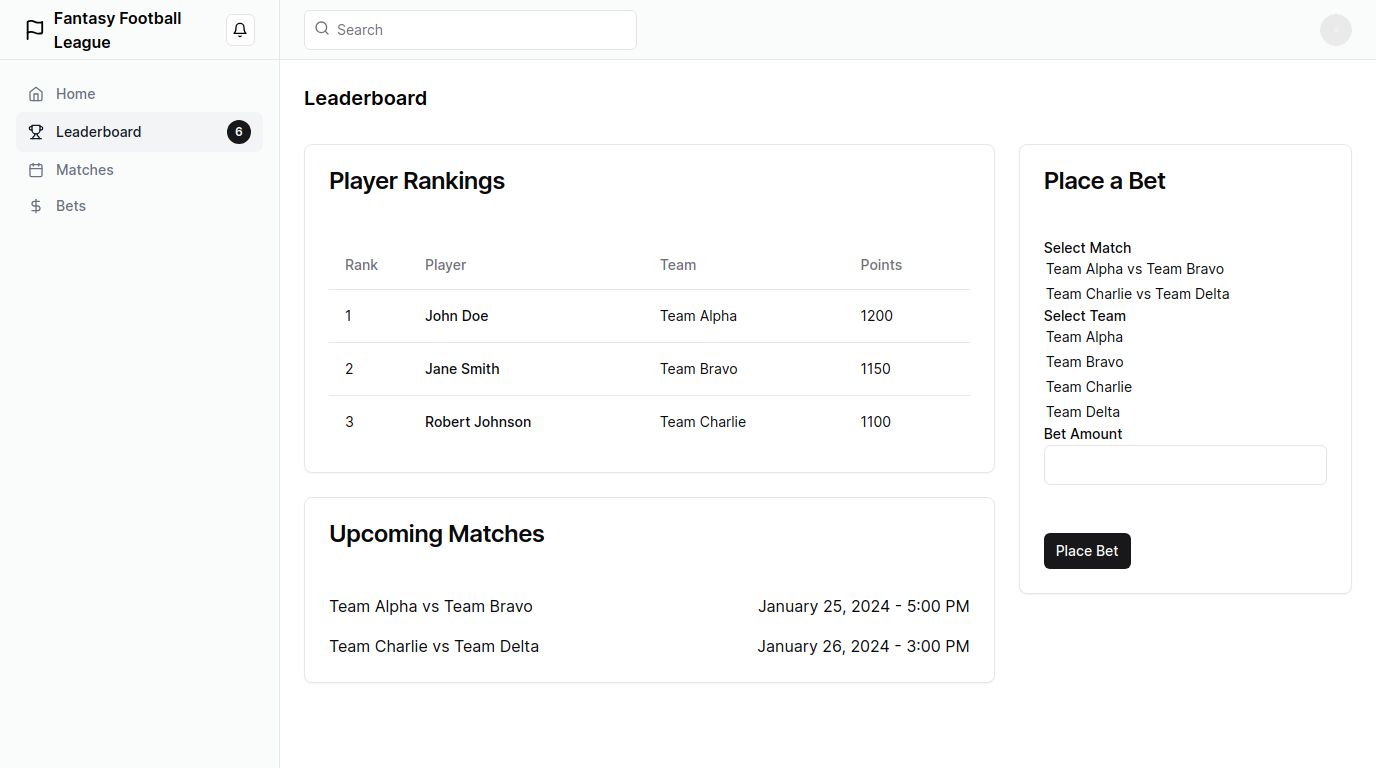 Fantasy Football
League
Search
Home
Leaderboard 6
Matches
Bets
Leaderboard
Player Rankings
Rank Player Team Points
1 John Doe Team Alpha 1200
2 Jane Smith Team Bravo 1150
3 Robert Johnson Team Charlie 1100
Upcoming Matches
Team Alpha vs Team Bravo January 25, 2024 - 5:00 PM
Team Charlie vs Team Delta January 26, 2024 - 3:00 PM
Place a Bet
Select Match
Team Alpha vs Team Bravo
Team Charlie vs Team Delta
Select Team
Team Alpha
Team Bravo
Team Charlie
Team Delta
Bet Amount
Place Bet